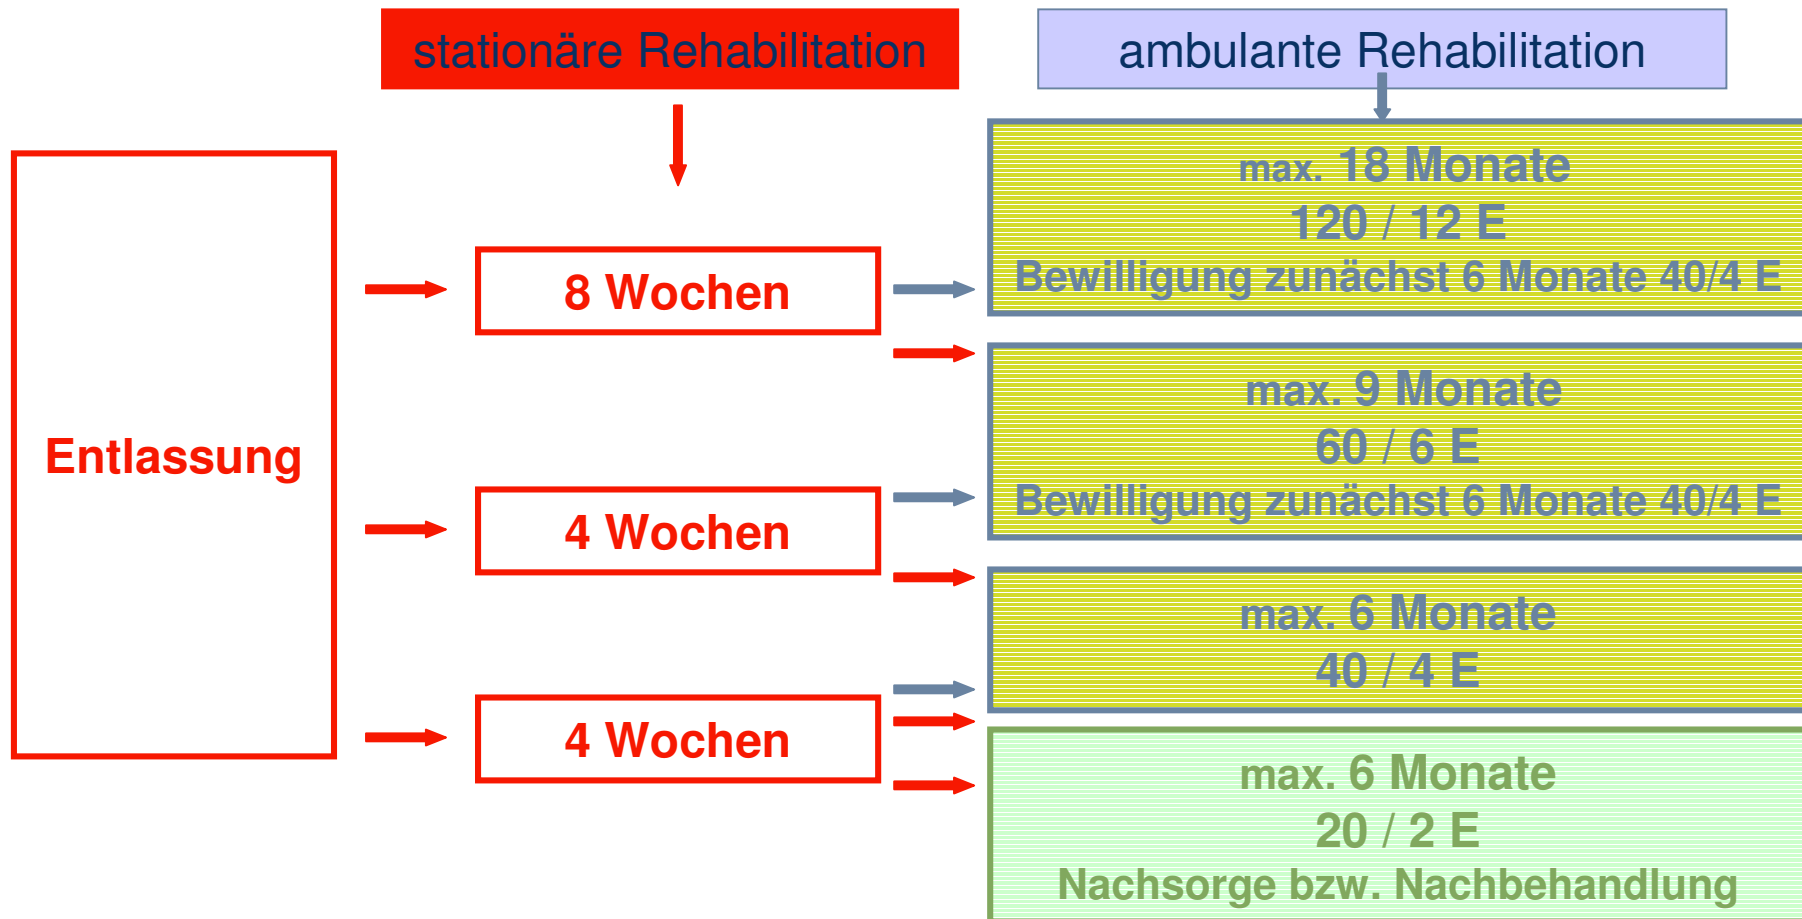 stationäre Rehabilitation
ambulante Rehabilitation
Entlassung
8 Wochen
4 Wochen
4 Wochen
max. 18 Monate
120 / 12 E
Bewilligung zunächst 6 Monate 40/4 E
max. 9 Monate
60 / 6 E
Bewilligung zunächst 6 Monate 40/4 E
max. 6 Monate
40 / 4 E
max. 6 Monate
20 / 2 E
Nachsorge bzw. Nachbehandlung